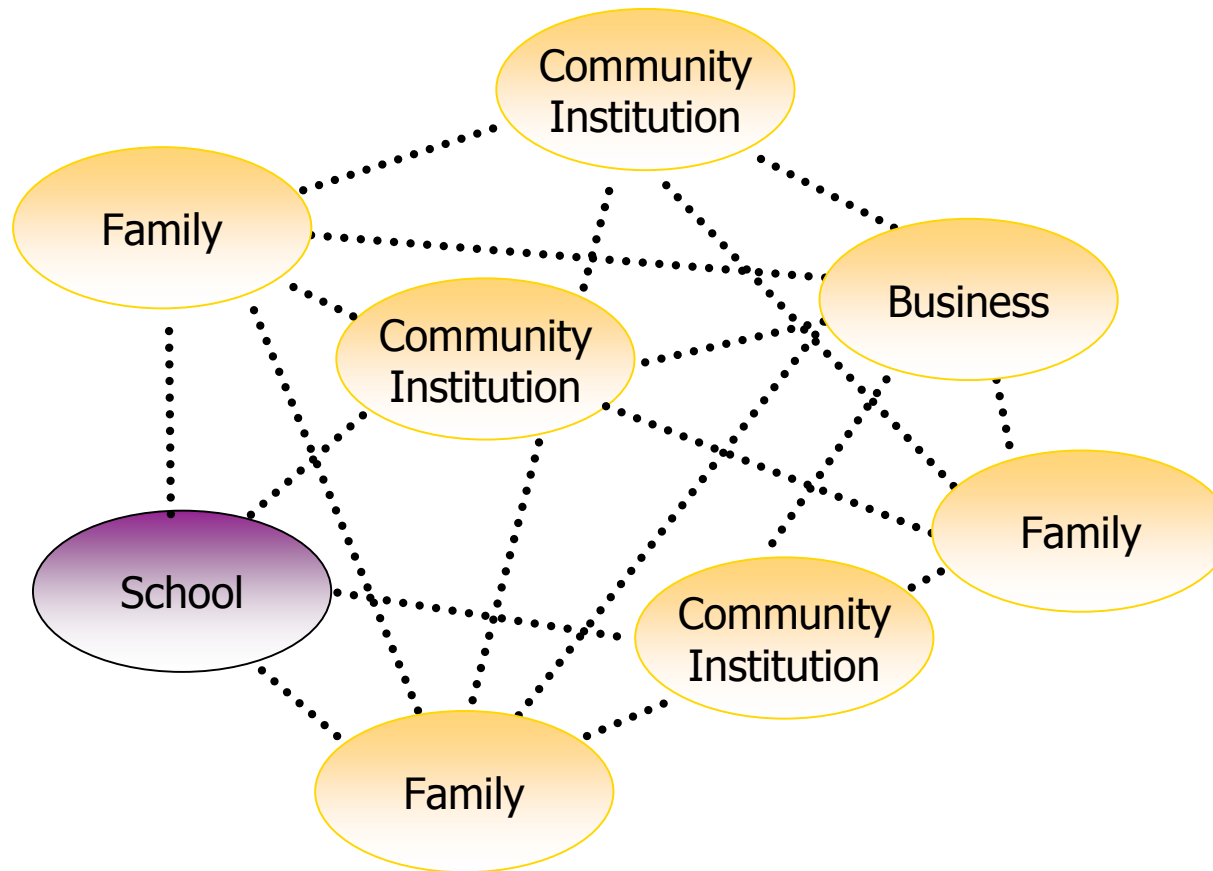 Community
Institution
Family
Business
Community
Institution
Family
School
Community
Institution
Family